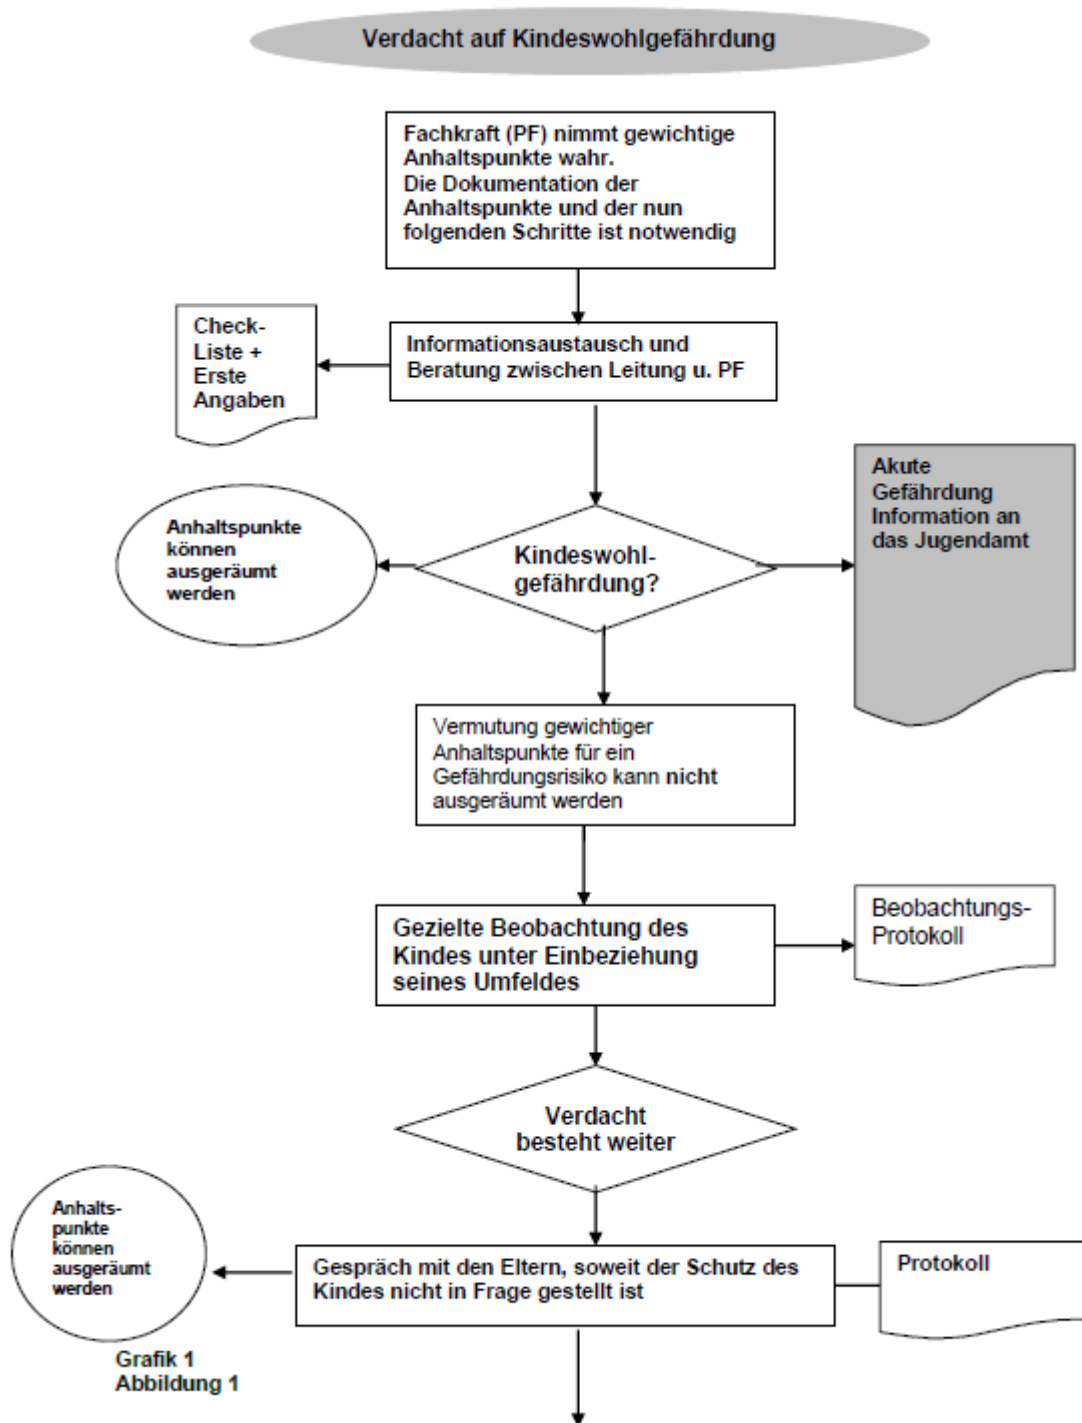 Verdacht auf Kindeswohlgefährdung
Fachkraft (PF) nimmt gewichtige
Anhaltspunkte wahr.
Die Dokumentation der
Anhaltspunkte und der nun
folgenden Schritte ist notwendig
Check-
Liste +
Erste
Angaben
Informationsaustausch und
Beratung zwischen Leitung u. PF
Akute
Gefährdung
Information an
das Jugendamt
Anhaltspunkte
können
ausgeräumt
werden
Kindeswohl-
gefährdung?
Vermutung gewichtiger
Anhaltspunkte für ein
Gefährdungsrisiko kann nicht
ausgeräumt werden
Gezielte Beobachtung des
Kindes unter Einbeziehung
seines Umfeldes
Beobachtungs-
Protokoll
Verdacht
besteht weiter
Anhalts-
punkte
können
ausgeräumt
werden
Gespräch mit den Eltern, soweit der Schutz des
Kindes nicht in Frage gestellt ist
Protokoll
Grafik 1
Abbildung 1